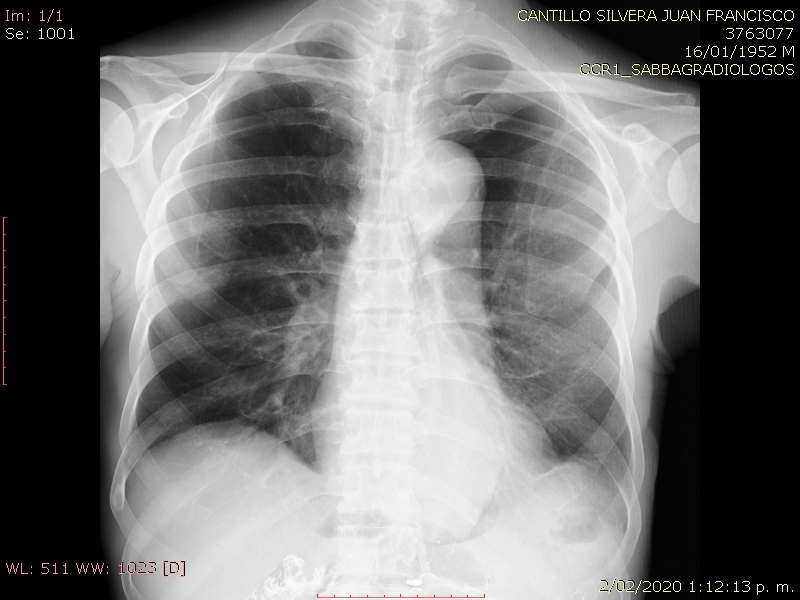 Im: 1/1
Se: 1001
CANTILLO SILVERA JUAN FRANCISCO
3763077
16/01/1952 M
CCR1_SABBAGRADIOLOGOS
WL: 511 WW: 1023 [D]
2/02/2020 1:12:13 p. m.